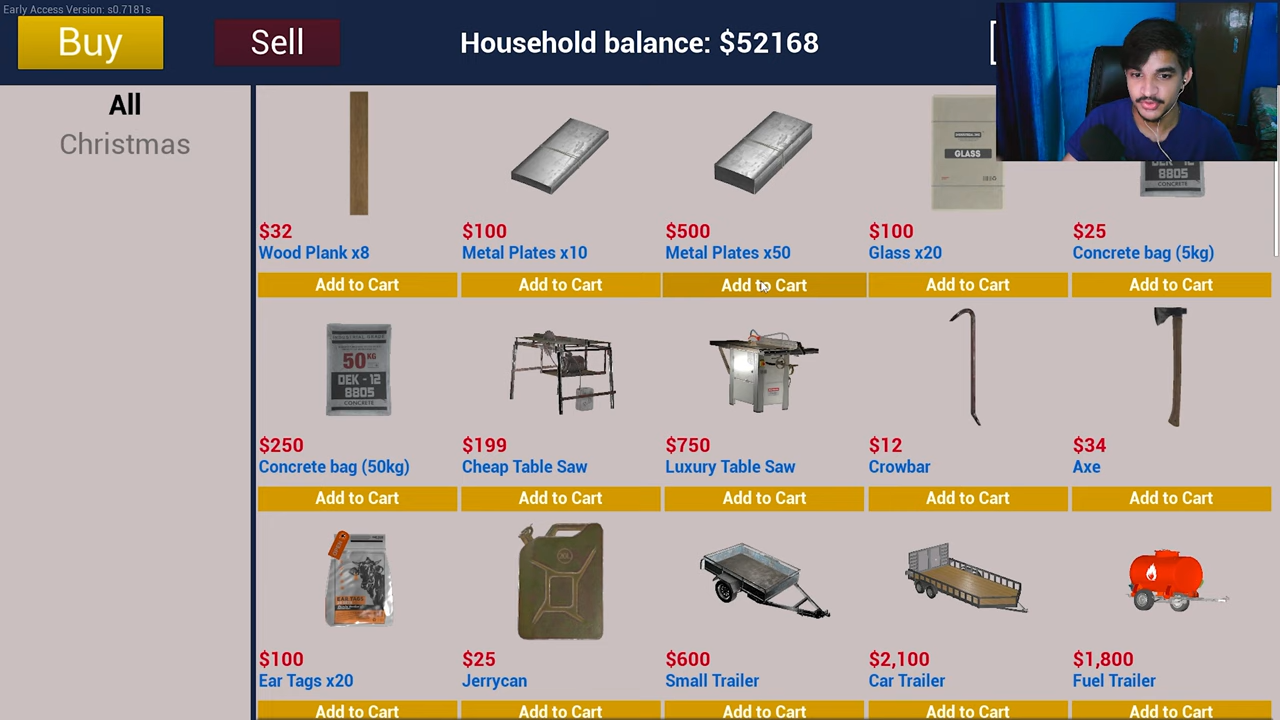 Early Access Version: s0.7181s
Buy
Sell
Household balance: $52168
All
Christmas
GLASS
8805
CONCRETE
$32
$100
$500
$100
$25
Wood Plank x8
Metal Plates x10
Metal Plates x50
Glass x20
Concrete bag (5kg)
Add to Cart
Add to Cart
Add to Cart
Add to Cart
Add to Cart
50KG
DEK - 12
8805
CONCRETE
$250
$199
$750
$12
$34
Concrete bag (50kg)
Cheap Table Saw
Luxury Table Saw
Crowbar
Axe
Add to Cart
Add to Cart
Add to Cart
Add to Cart
Add to Cart
EAR TAGS
$100
$25
$600
$2,100
$1,800
Ear Tags x20
Jerrycan
Small Trailer
Car Trailer
Fuel Trailer
Add to Cart
Add to Cart
Add to Cart
Add to Cart
Add to Cart